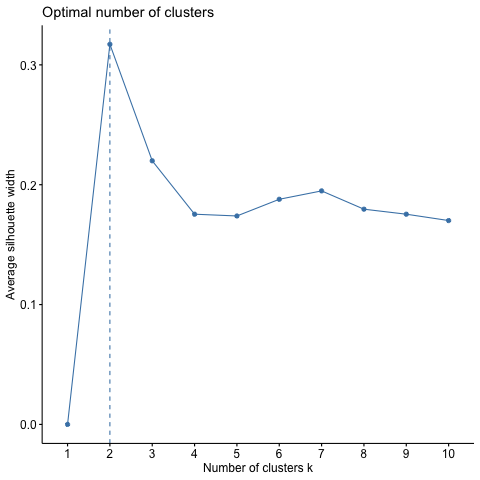 Optimal number of clusters
Average silhouette width
0.3
0.2
0.1
0.0
1 2 3 4 5 6 7 8 9 10
Number of clusters k